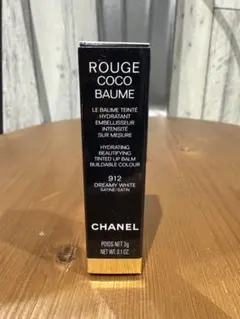 ROUGE
COCO
BAUME
LE BAUME TEINTÉ
HYDRATANT
EMBELLISSEUR
INTENSITÉ
SUR MESURE
HYDRATING
BEAUTIFYING
TINTED LIP BALM
BUILDABLE COLOUR
912
DREAMY WHITE
SATINÉ/SATIN
CHANEL
POIDS NET 3g
NET WT. 0.1 OZ.